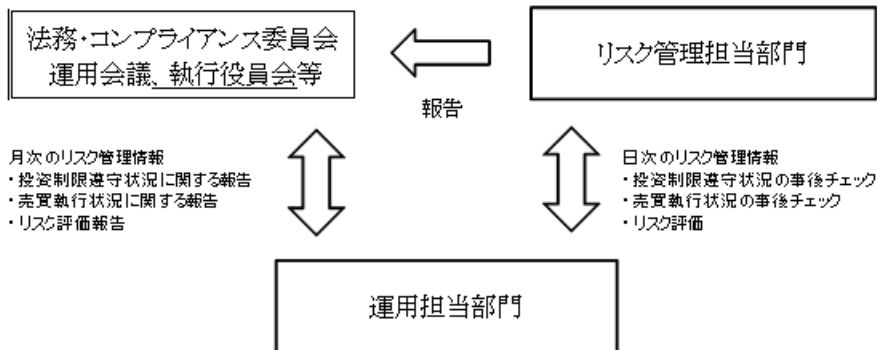 法務・コンプライアンス委員会
運用会議、執行役員会等
リスク管理担当部門
報告
月次のリスク管理情報
・投資制限遵守状況に関する報告
・売買執行状況に関する報告
・リスク評価報告
日次のリスク管理情報
・投資制限遵守状況の事後チェック
・売買執行状況の事後チェック
・リスク評価
運用担当部門